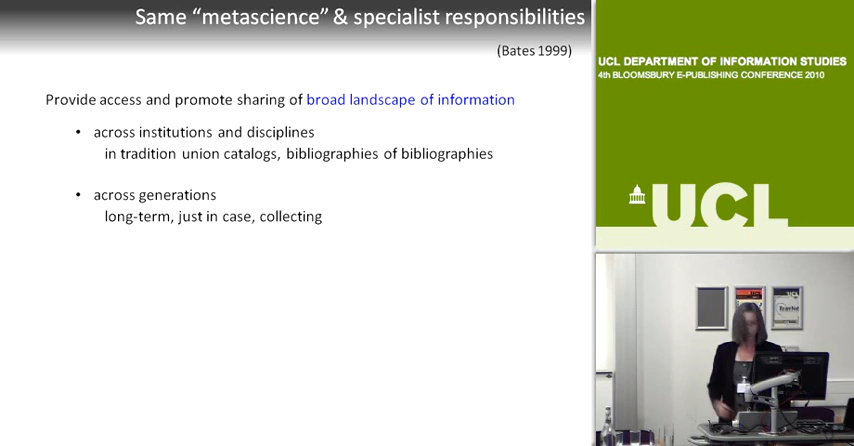 Same “metascience” & specialist responsibilities
(Bates 1999)
Provide access and promote sharing of broad landscape of information
• across institutions and disciplines
in tradition union catalogs, bibliographies of bibliographies
• across generations
long-term, just in case, collecting
UCL DEPARTMENT OF INFORMATION STUDIES
4th BLOOMSBURY E-PUBLISHING CONFERENCE 2010
UCL
UCL